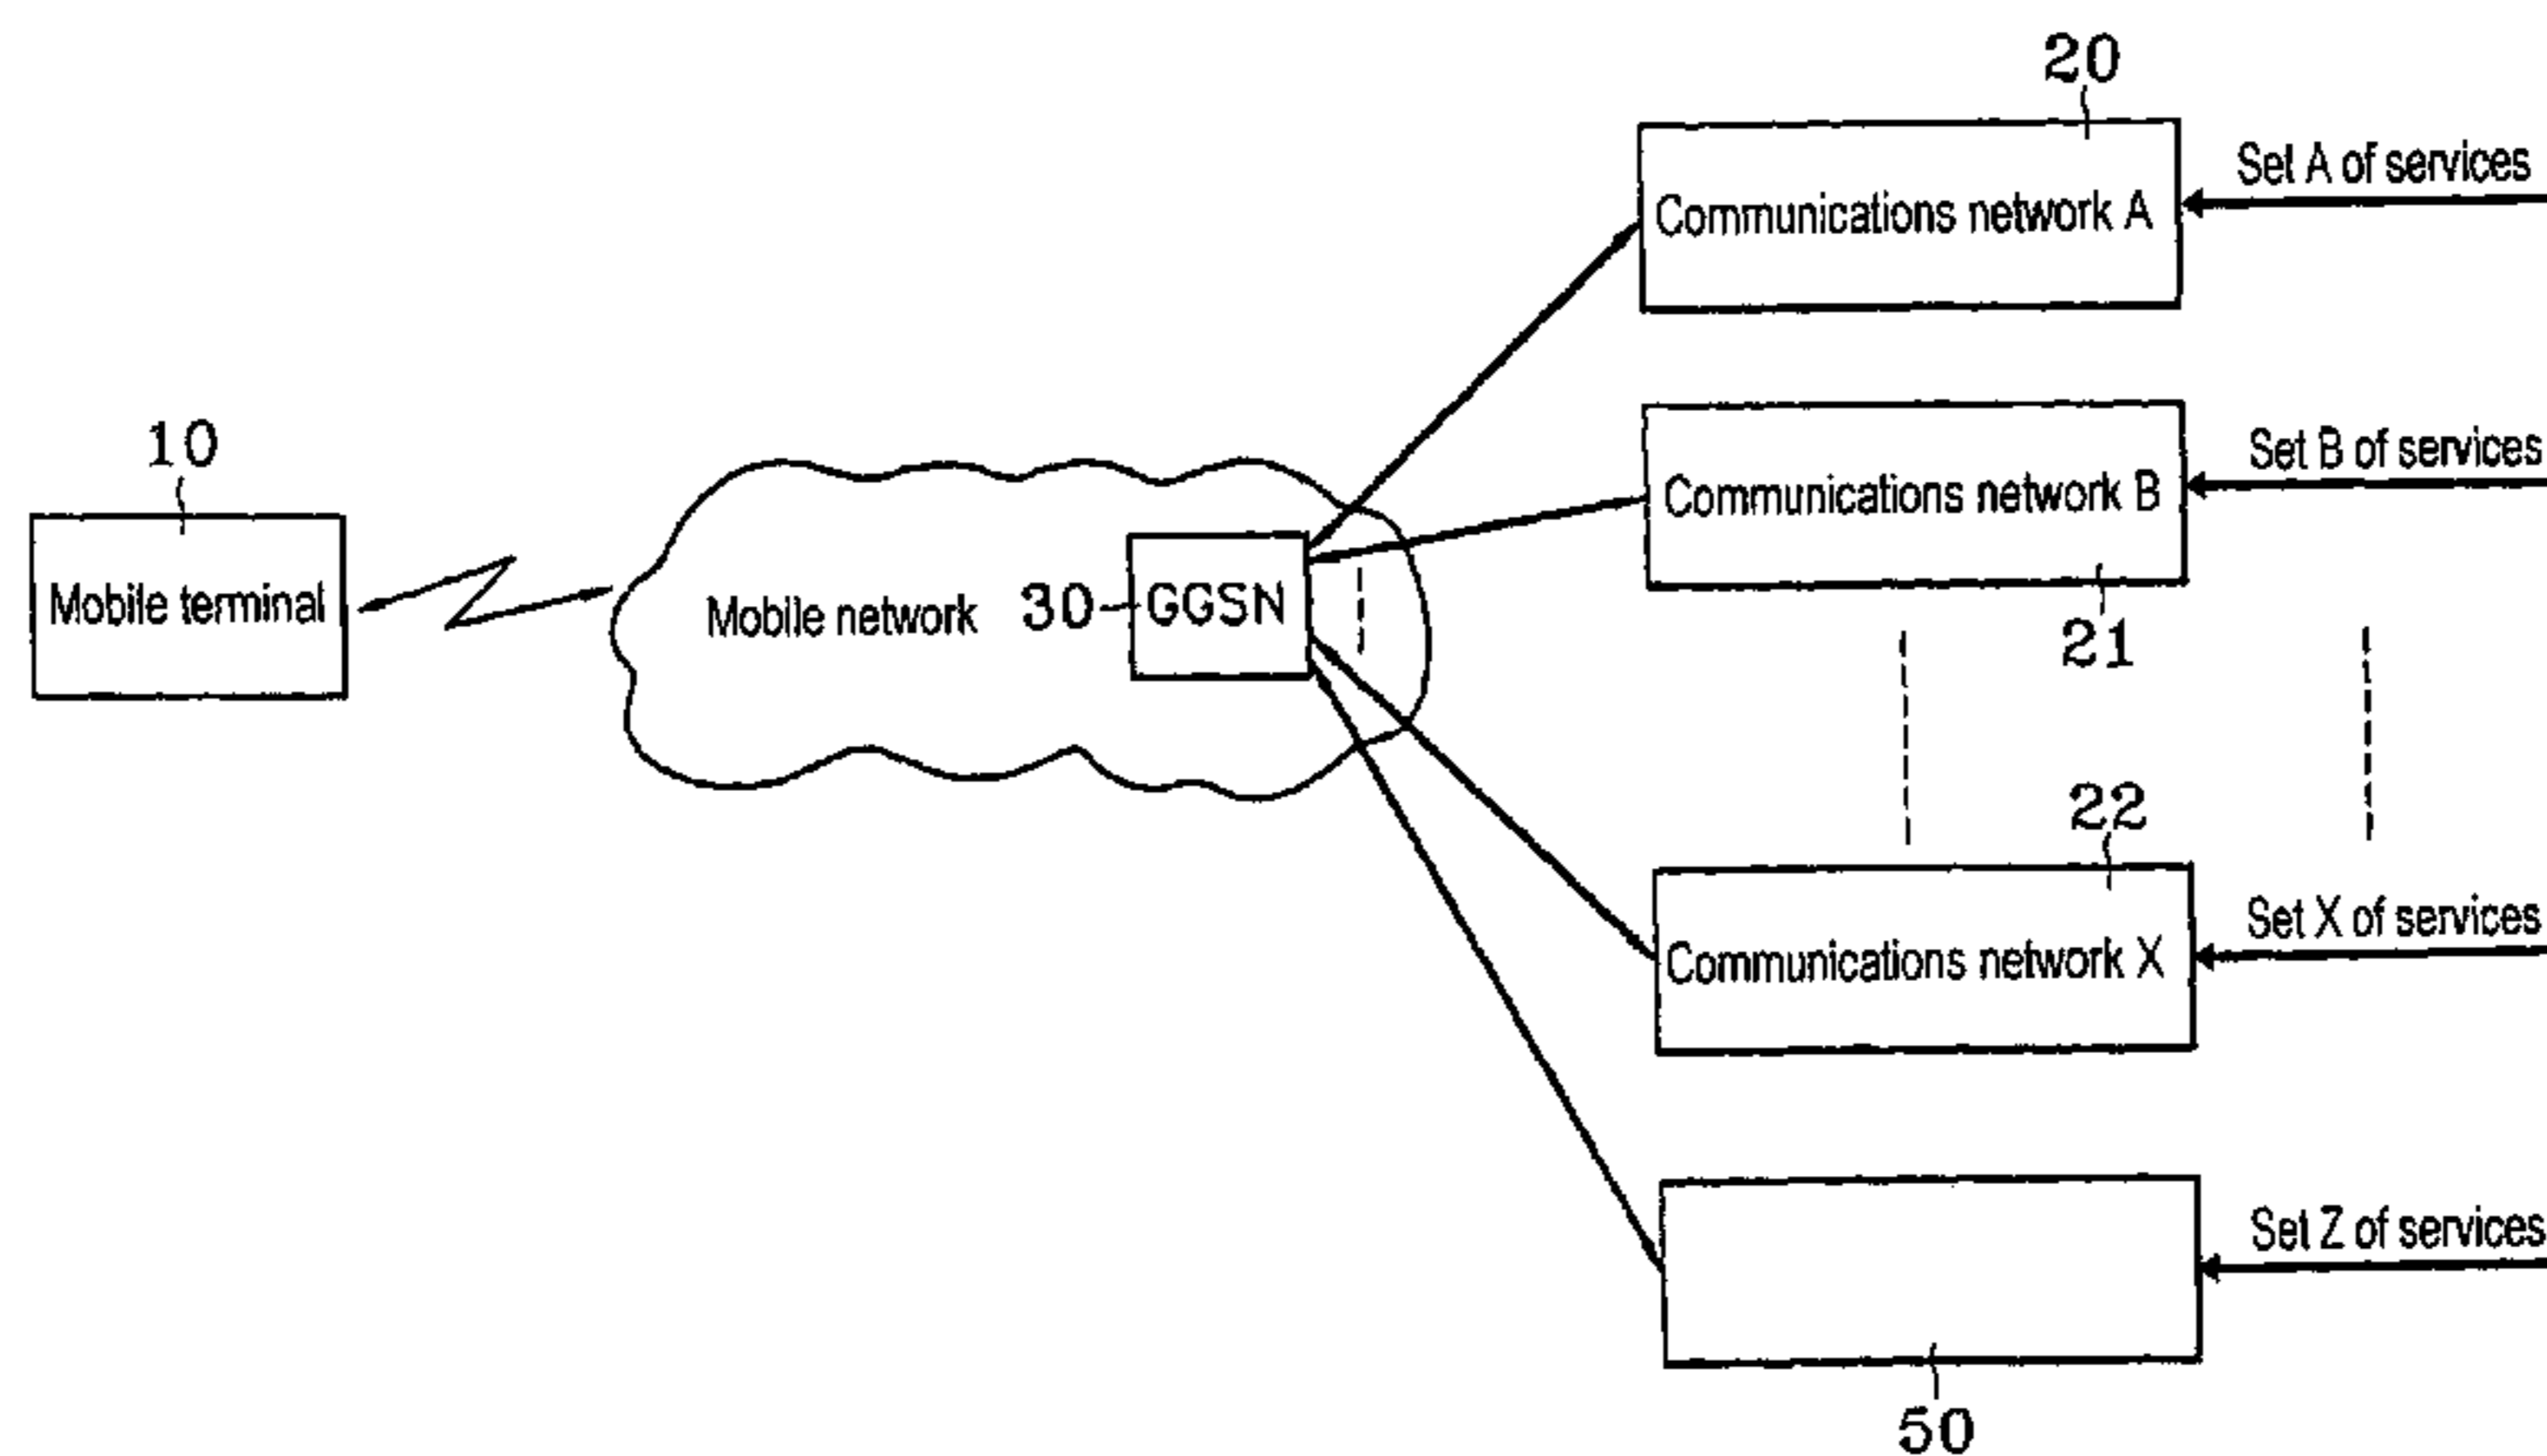 20
Communications network A
Set A of services
10
Mobile terminal
Mobile network
30
GGSN
Communications network B
Set B of services
21
22
Communications network X
Set X of services
Set Z of services
50